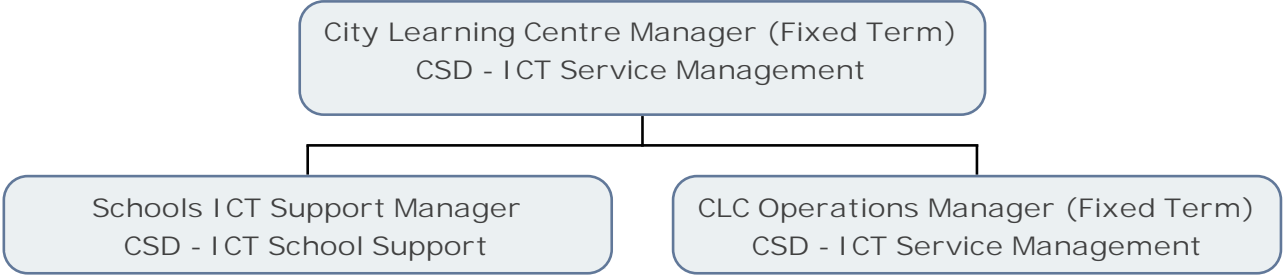 City Learning Centre Manager (Fixed Term)
CSD - ICT Service Management
Schools ICT Support Manager
CSD - ICT School Support
CLC Operations Manager (Fixed Term)
CSD - ICT Service Management